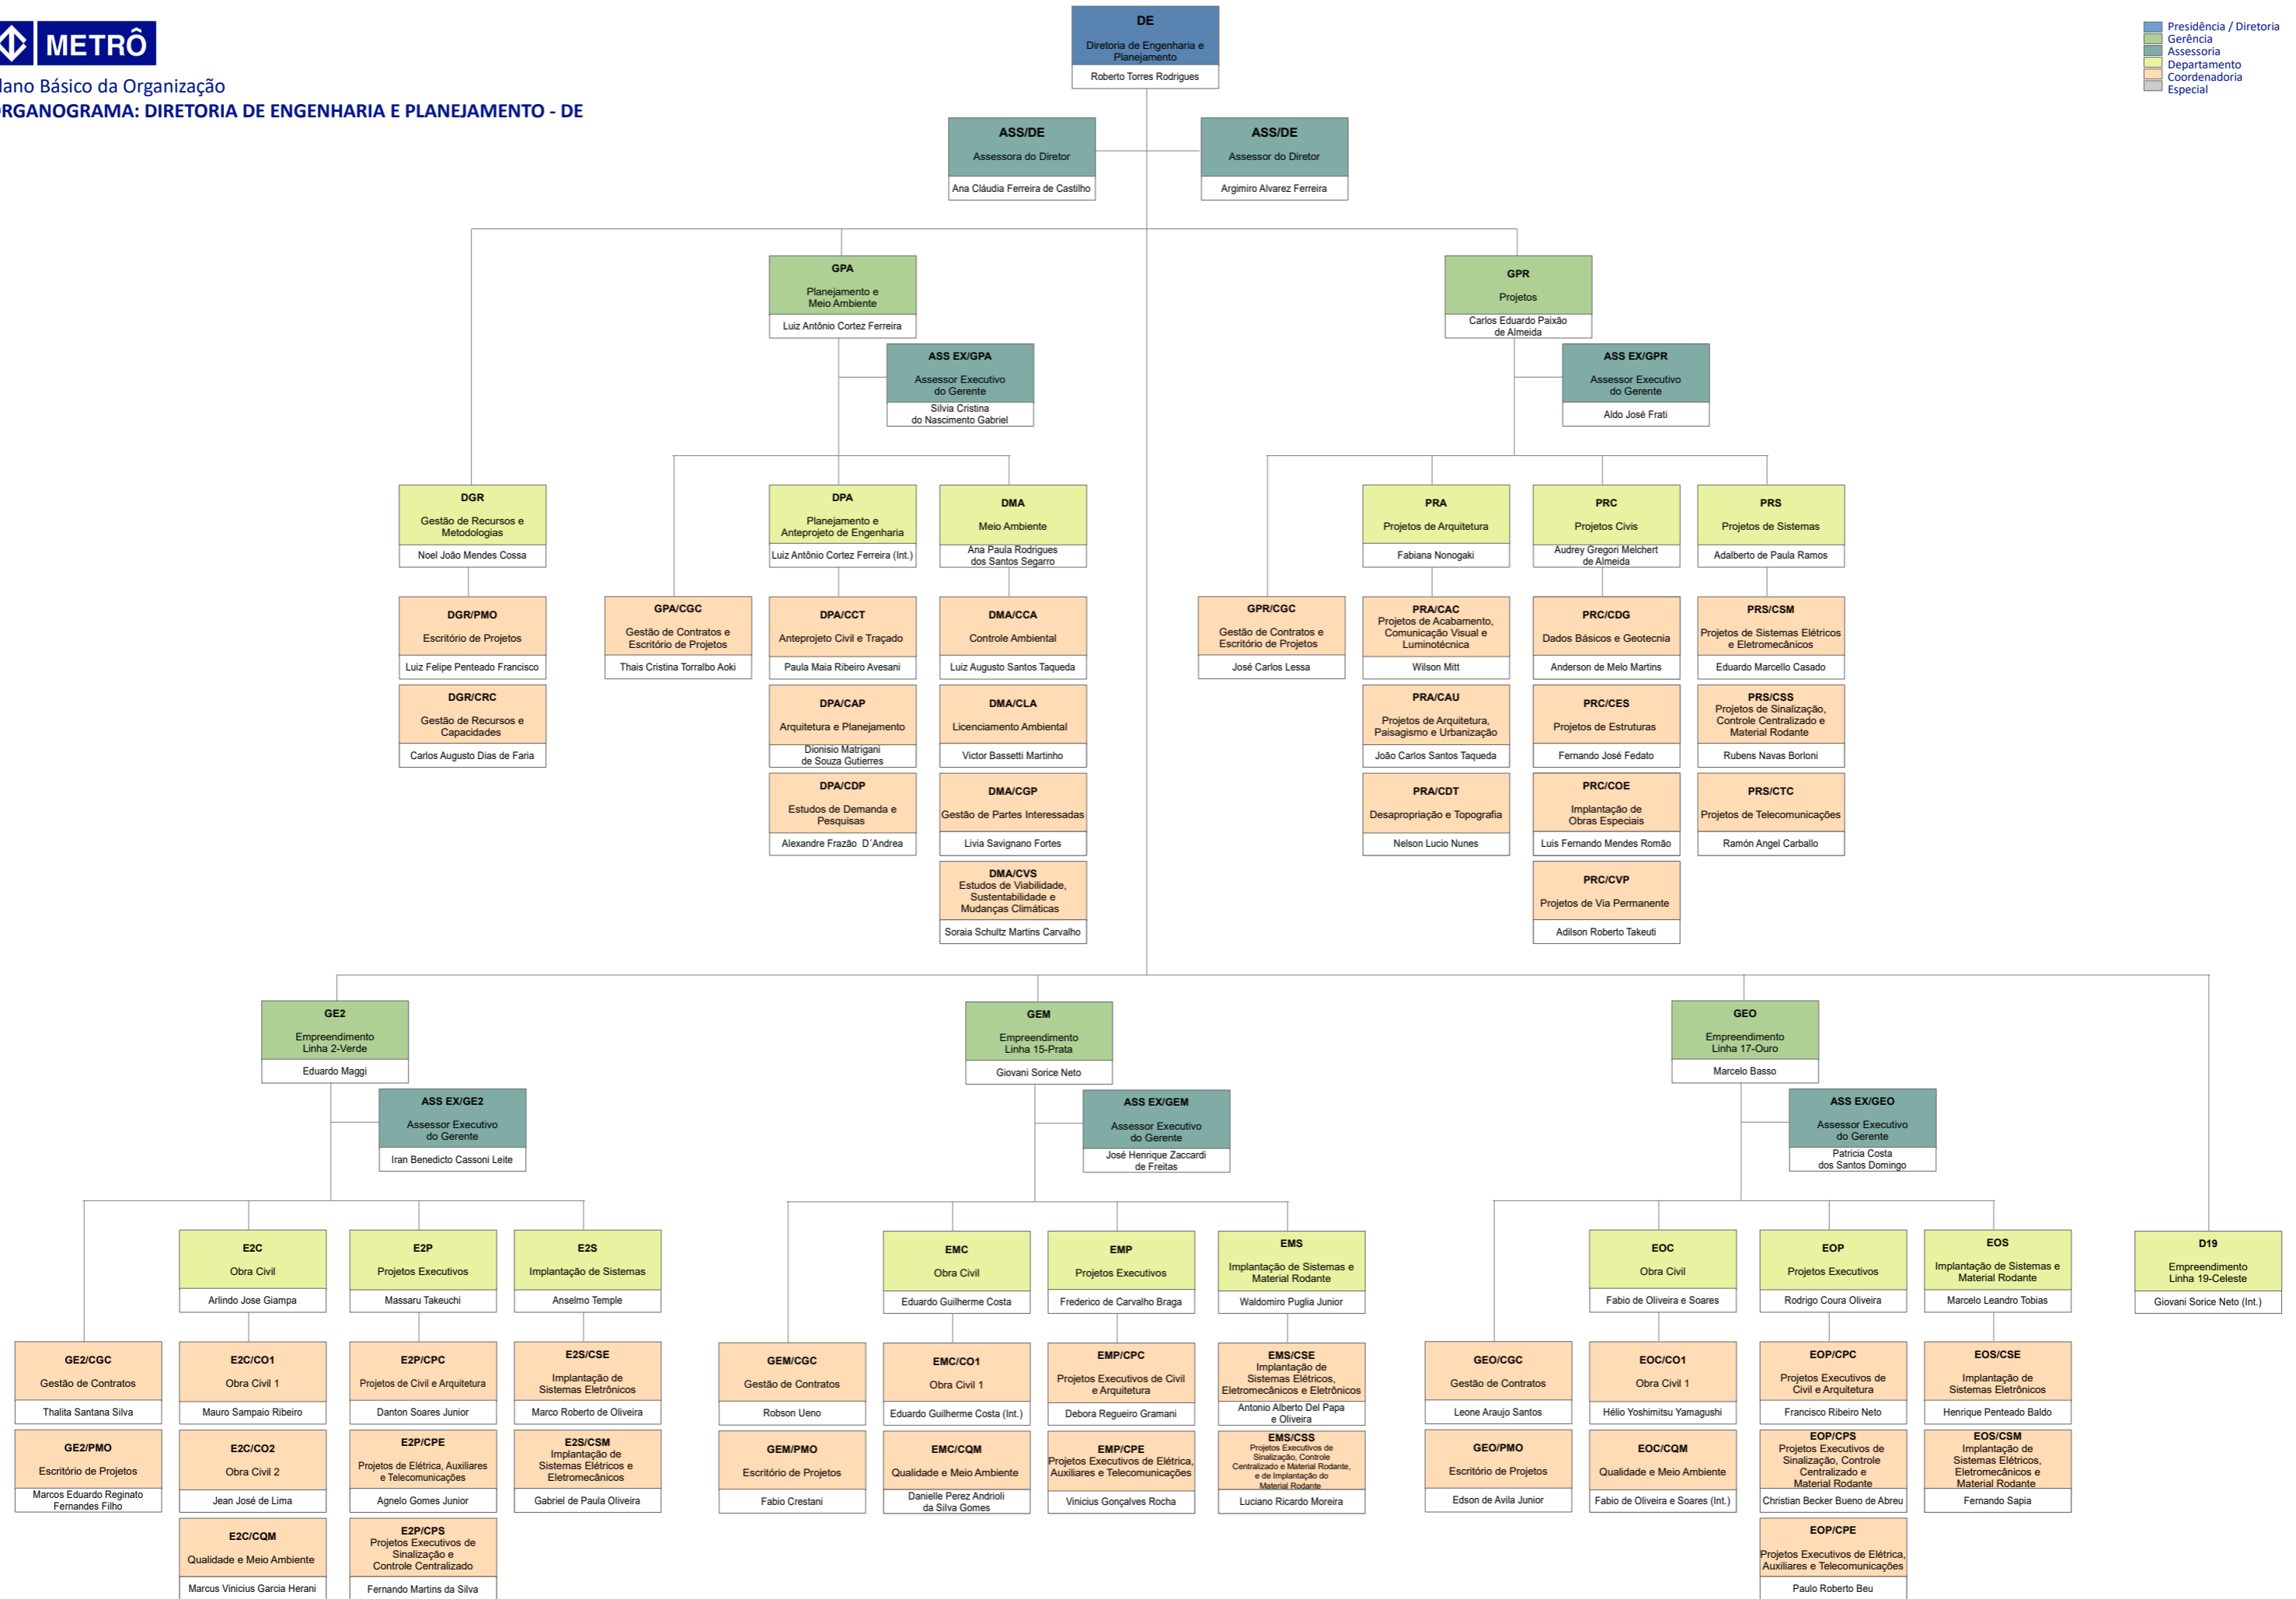 METRÔ
lano Básico da Organização
RGANOGRAMA: DIRETORIA DE ENGENHARIA E PLANEJAMENTO - DE
Presidência / Diretoria
Gerência
Assessoria
Departamento
Coordenadoria
Especial
DE
Diretoria de Engenharia e
Planejamento
Roberto Torres Rodrigues
ASS/DE
Assessora do Diretor
Ana Cláudia Ferreira de Castilho
ASS/DE
Assessor do Diretor
Argimiro Alvarez Ferreira
GPA
Planejamento e
Meio Ambiente
Luiz Antônio Cortez Ferreira
GPR
Projetos
Carlos Eduardo Paixão
de Almeida
ASS EX/GPA
Assessor Executivo
do Gerente
Silvia Cristina
do Nascimento Gabriel
ASS EX/GPR
Assessor Executivo
do Gerente
Aldo José Frati
DGR
Gestão de Recursos e
Metodologias
Noel João Mendes Cossa
DPA
Planejamento e
Anteprojeto de Engenharia
Luiz Antônio Cortez Ferreira (Int.)
DMA
Meio Ambiente
Ana Paula Rodrigues
dos Santos Segarro
PRA
Projetos de Arquitetura
Fabiana Nonogaki
PRC
Projetos Civis
Audrey Gregori Melchert
de Almeida
PRS
Projetos de Sistemas
Adalberto de Paula Ramos
DGR/PMO
Escritório de Projetos
Luiz Felipe Penteado Francisco
GPA/CGC
Gestão de Contratos e
Escritório de Projetos
Thais Cristina Torralbo Aoki
DPA/CCT
Anteprojeto Civil e Traçado
Paula Maia Ribeiro Avesani
DMA/CCA
Controle Ambiental
Luiz Augusto Santos Taqueda
GPR/CGC
Gestão de Contratos e
Escritório de Projetos
José Carlos Lessa
PRA/CAC
Projetos de Acabamento,
Comunicação Visual e
Luminotécnica
Wilson Mitt
PRC/CDG
Dados Básicos e Geotecnia
Anderson de Melo Martins
PRS/CSM
Projetos de Sistemas Elétricos
e Eletromecânicos
Eduardo Marcello Casado
DGR/CRC
Gestão de Recursos e
Capacidades
Carlos Augusto Dias de Faria
DPA/CAP
Arquitetura e Planejamento
Dionisio Matrigani
de Souza Gutierres
DMA/CLA
Licenciamento Ambiental
Victor Bassetti Martinho
PRA/CAU
Projetos de Arquitetura,
Paisagismo e Urbanização
João Carlos Santos Taqueda
PRC/CES
Projetos de Estruturas
Fernando José Fedato
PRS/CSS
Projetos de Sinalização,
Controle Centralizado e
Material Rodante
Rubens Navas Borloni
DPA/CDP
Estudos de Demanda e
Pesquisas
Alexandre Frazão D´Andrea
DMA/CGP
Gestão de Partes Interessadas
Livia Savignano Fortes
PRA/CDT
Desapropriação e Topografia
Nelson Lucio Nunes
PRC/COE
Implantação de
Obras Especiais
Luis Fernando Mendes Romão
PRS/CTC
Projetos de Telecomunicações
Ramón Angel Carballo
DMA/CVS
Estudos de Viabilidade,
Sustentabilidade e
Mudanças Climáticas
Soraia Schultz Martins Carvalho
PRC/CVP
Projetos de Via Permanente
Adilson Roberto Takeuti
GE2
Empreendimento
Linha 2-Verde
Eduardo Maggi
GEM
Empreendimento
Linha 15-Prata
Giovani Sorice Neto
GEO
Empreendimento
Linha 17-Ouro
Marcelo Basso
ASS EX/GE2
Assessor Executivo
do Gerente
Iran Benedicto Cassoni Leite
ASS EX/GEM
Assessor Executivo
do Gerente
José Henrique Zaccardi
de Freitas
ASS EX/GEO
Assessor Executivo
do Gerente
Patricia Costa
dos Santos Domingo
E2C
Obra Civil
Arlindo Jose Giampa
E2P
Projetos Executivos
Massaru Takeuchi
E2S
Implantação de Sistemas
Anselmo Temple
EMC
Obra Civil
Eduardo Guilherme Costa
EMP
Projetos Executivos
Frederico de Carvalho Braga
EMS
Implantação de Sistemas e
Material Rodante
Waldomiro Puglia Junior
EOC
Obra Civil
Fabio de Oliveira e Soares
EOP
Projetos Executivos
Rodrigo Coura Oliveira
EOS
Implantação de Sistemas e
Material Rodante
Marcelo Leandro Tobias
D19
Empreendimento
Linha 19-Celeste
Giovani Sorice Neto (Int.)
GE2/CGC
Gestão de Contratos
Thalita Santana Silva
E2C/CO1
Obra Civil 1
Mauro Sampaio Ribeiro
E2P/CPC
Projetos de Civil e Arquitetura
Danton Soares Junior
E2S/CSE
Implantação de
Sistemas Eletrônicos
Marco Roberto de Oliveira
GEM/CGC
Gestão de Contratos
Robson Ueno
EMC/CO1
Obra Civil 1
Eduardo Guilherme Costa (Int.)
EMP/CPC
Projetos Executivos de Civil
e Arquitetura
Debora Regueiro Gramani
EMS/CSE
Implantação de
Sistemas Elétricos,
Eletromecânicos e Eletrônicos
Antonio Alberto Del Papa
e Oliveira
GEO/CGC
Gestão de Contratos
Leone Araujo Santos
EOC/CO1
Obra Civil 1
Hélio Yoshimitsu Yamagushi
EOP/CPC
Projetos Executivos de
Civil e Arquitetura
Francisco Ribeiro Neto
EOS/CSE
Implantação de
Sistemas Eletrônicos
Henrique Penteado Baldo
GE2/PMO
Escritório de Projetos
Marcos Eduardo Reginato
Fernandes Filho
E2C/CO2
Obra Civil 2
Jean José de Lima
E2P/CPE
Projetos de Elétrica, Auxiliares
e Telecomunicações
Agnelo Gomes Junior
E2S/CSM
Implantação de
Sistemas Elétricos e
Eletromecânicos
Gabriel de Paula Oliveira
GEM/PMO
Escritório de Projetos
Fabio Crestani
EMC/CQM
Qualidade e Meio Ambiente
Danielle Perez Andrioli
da Silva Gomes
EMP/CPE
Projetos Executivos de Elétrica,
Auxiliares e Telecomunicações
Vinicius Gonçalves Rocha
EMS/CSS
Projetos Executivos de
Sinalização, Controle
Centralizado e Material Rodante,
e de Implantação do
Material Rodante
Luciano Ricardo Moreira
GEO/PMO
Escritório de Projetos
Edson de Avila Junior
EOC/CQM
Qualidade e Meio Ambiente
Fabio de Oliveira e Soares (Int.)
EOP/CPS
Projetos Executivos de
Sinalização, Controle
Centralizado e
Material Rodante
Christian Becker Bueno de Abreu
EOS/CSM
Implantação de
Sistemas Elétricos,
Eletromecânicos e
Material Rodante
Fernando Sapia
E2C/CQM
Qualidade e Meio Ambiente
Marcus Vinicius Garcia Herani
E2P/CPS
Projetos Executivos de
Sinalização e
Controle Centralizado
Fernando Martins da Silva
EOP/CPE
Projetos Executivos de Elétrica,
Auxiliares e Telecomunicações
Paulo Roberto Beu